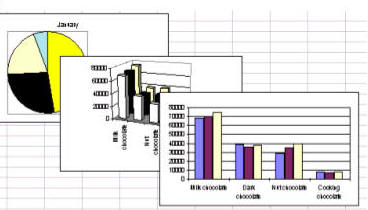 January
80000
60000
40000
20000
0
Milk
chocolate
Nut
chocolate
80000
70000
60000
50000
40000
30000
20000
10000
0
Milk chocolate
Dark
chocolate
Nut chocolate
Cooking
chocolate